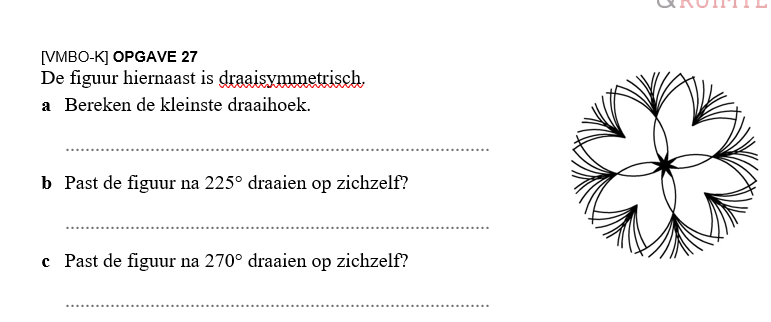 &RUIMTE
[VMBO-K] OPGAVE 27
De figuur hiernaast is draaisymmetrisch.
a Bereken de kleinste draaihoek.
b Past de figuur na 225° draaien op zichzelf?
c Past de figuur na 270° draaien op zichzelf?